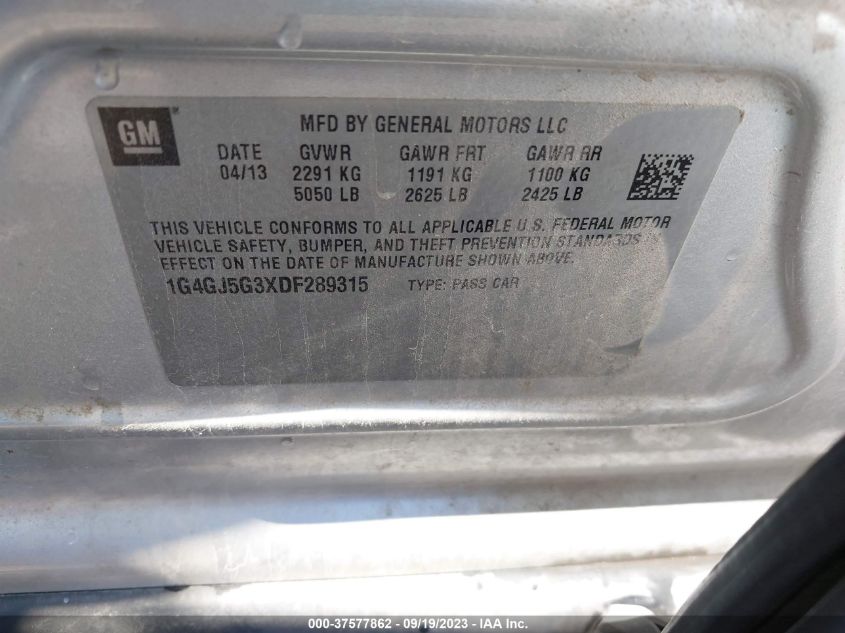 GM
MFD BY GENERAL MOTORS LLC
DATE GVWR GAWR FRT GAWR RR
04/13 2291 KG 1191 KG 1100 KG
5050 LB 2625 LB 2425 LB
THIS VEHICLE CONFORMS TO ALL APPLICABLE U.S. FEDERAL MOTOR
VEHICLE SAFETY, BUMPER, AND THEFT PREVENTION STANDARDS IN
EFFECT ON THE DATE OF MANUFACTURE SHOWN ABOVE.
1G4GJ5G3XDF289315 TYPE: PASS CAR
000-37577862 - 09/19/2023 - IAA Inc.